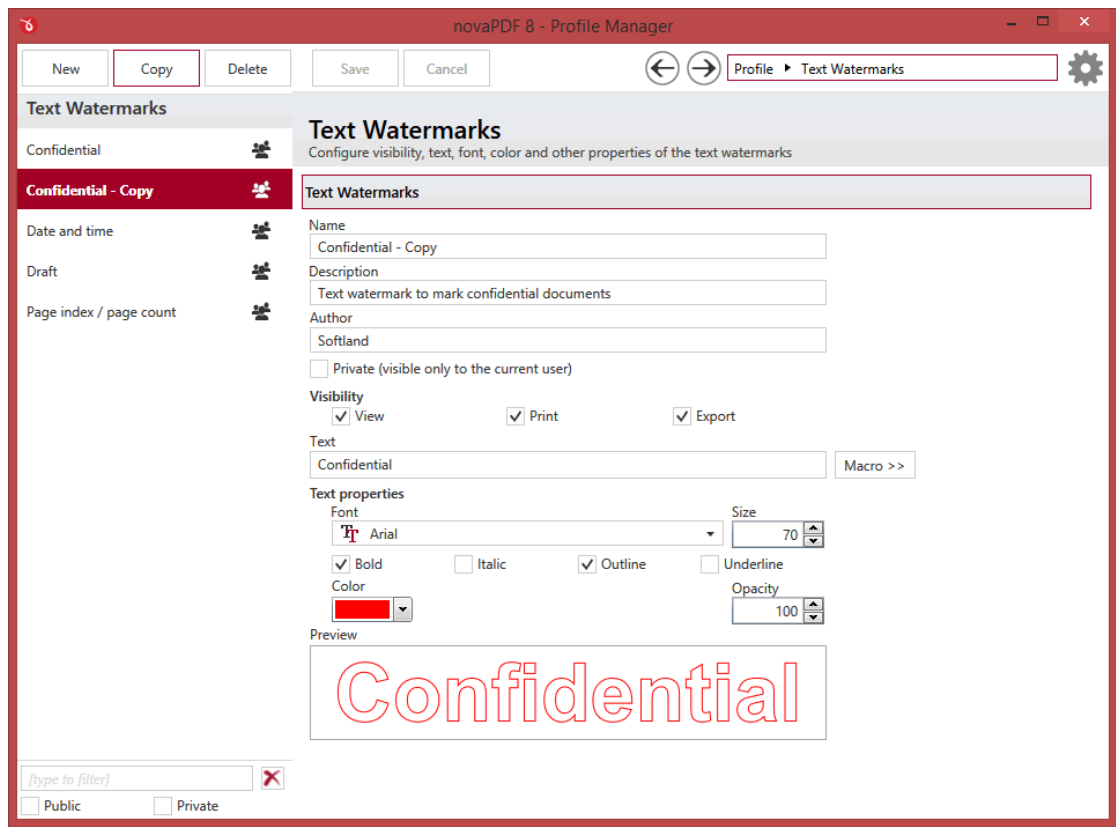 novaPDF 8 - Profile Manager
New Copy Delete Save Cancel Profile Text Watermarks
Text Watermarks
Confidential
Confidential - Copy
Date and time
Draft
Page index / page count
[type to filter]
Public Private
Text Watermarks
Configure visibility, text, font, color and other properties of the text watermarks
Text Watermarks
Name
Confidential - Copy
Description
Text watermark to mark confidential documents
Author
Softland
Private (visible only to the current user)
Visibility
View Print Export
Text
Confidential Macro >>
Text properties
Font Size
Arial 70
Bold Italic Outline Underline
Color Opacity
100
Preview
Confidential